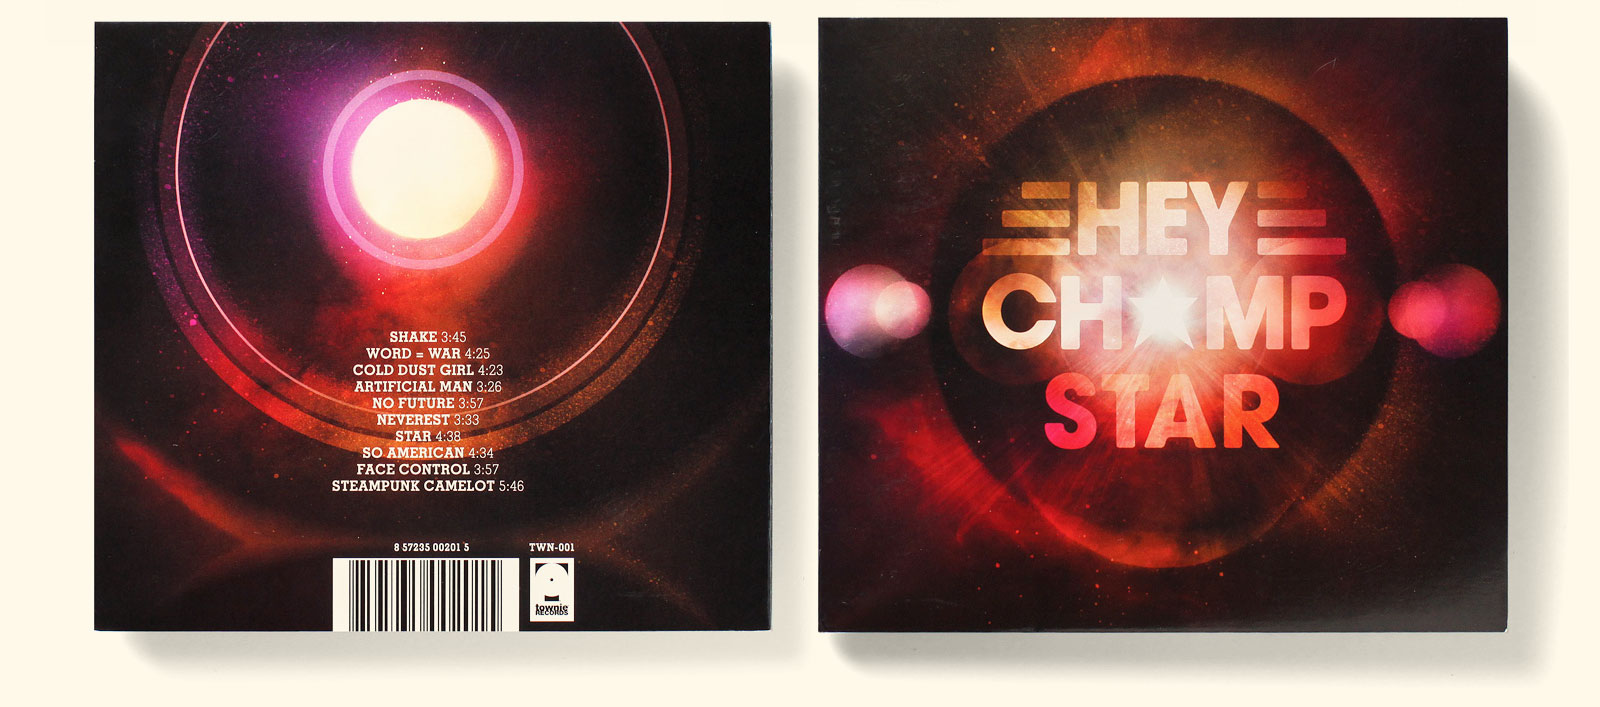 SHAKE 3:45
WORD = WAR 4:25
COLD DUST GIRL 4:23
ARTIFICIAL MAN 3:26
NO FUTURE 3:57
NEVEREST 3:33
STAR 4:38
SO AMERICAN 4:34
FACE CONTROL 3:57
STEAMPUNK CAMELOT 5:46
8 57235 00201 5
TWN-001
townie
RECORDS
HEY
CH★MP
STAR